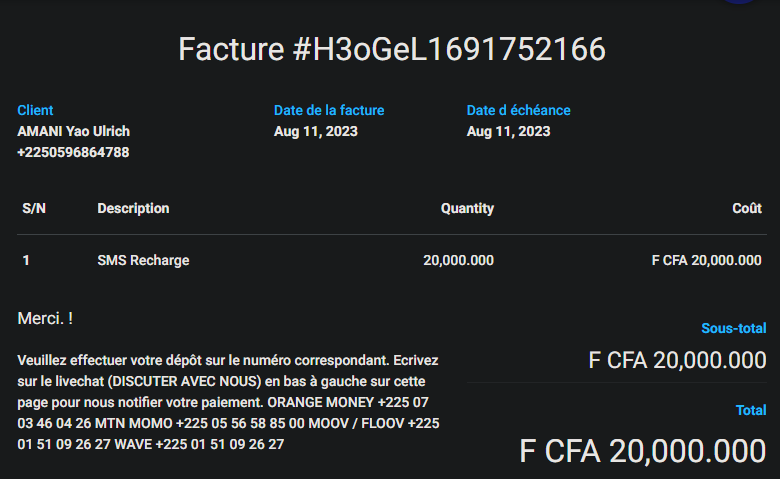 Facture #H3oGeL1691752166
Client
AMANI Yao Ulrich
+2250596864788
Date de la facture
Aug 11, 2023
Date d échéance
Aug 11, 2023
S/N Description Quantity Coût
1 SMS Recharge 20,000.000 F CFA 20,000.000
Merci. !
Veuillez effectuer votre dépôt sur le numéro correspondant. Ecrivez
sur le livechat (DISCUTER AVEC NOUS) en bas à gauche sur cette
page pour nous notifier votre paiement. ORANGE MONEY +225 07
03 46 04 26 MTN MOMO +225 05 56 58 85 00 MOOV / FLOOV +225
01 51 09 26 27 WAVE +225 01 51 09 26 27
Sous-total
F CFA 20,000.000
Total
F CFA 20,000.000